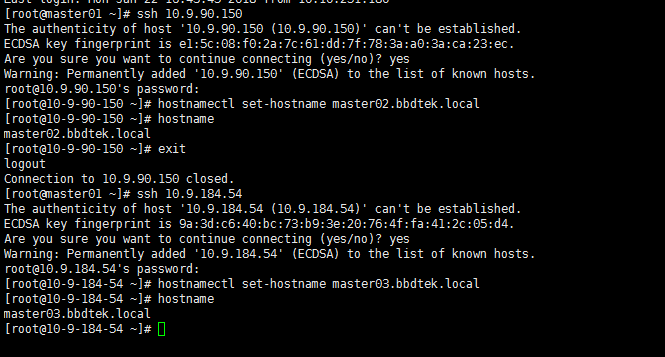 [root@master01 ~]# ssh 10.9.90.150
The authenticity of host '10.9.90.150 (10.9.90.150)' can't be established.
ECDSA key fingerprint is e1:5c:08:f0:2a:7c:61:dd:7f:78:3a:a0:3a:ca:23:ec.
Are you sure you want to continue connecting (yes/no)? yes
Warning: Permanently added '10.9.90.150' (ECDSA) to the list of known hosts.
root@10.9.90.150's password:
[root@10-9-90-150 ~]# hostnamectl set-hostname master02.bbdtek.local
[root@10-9-90-150 ~]# hostname
master02.bbdtek.local
[root@10-9-90-150 ~]# exit
logout
Connection to 10.9.90.150 closed.
[root@master01 ~]# ssh 10.9.184.54
The authenticity of host '10.9.184.54 (10.9.184.54)' can't be established.
ECDSA key fingerprint is 9a:3d:c6:40:bc:73:b9:3e:20:76:4f:fa:41:2c:05:d4.
Are you sure you want to continue connecting (yes/no)? yes
Warning: Permanently added '10.9.184.54' (ECDSA) to the list of known hosts.
root@10.9.184.54's password:
[root@10-9-184-54 ~]# hostnamectl set-hostname master03.bbdtek.local
[root@10-9-184-54 ~]# hostname
master03.bbdtek.local
[root@10-9-184-54 ~]#